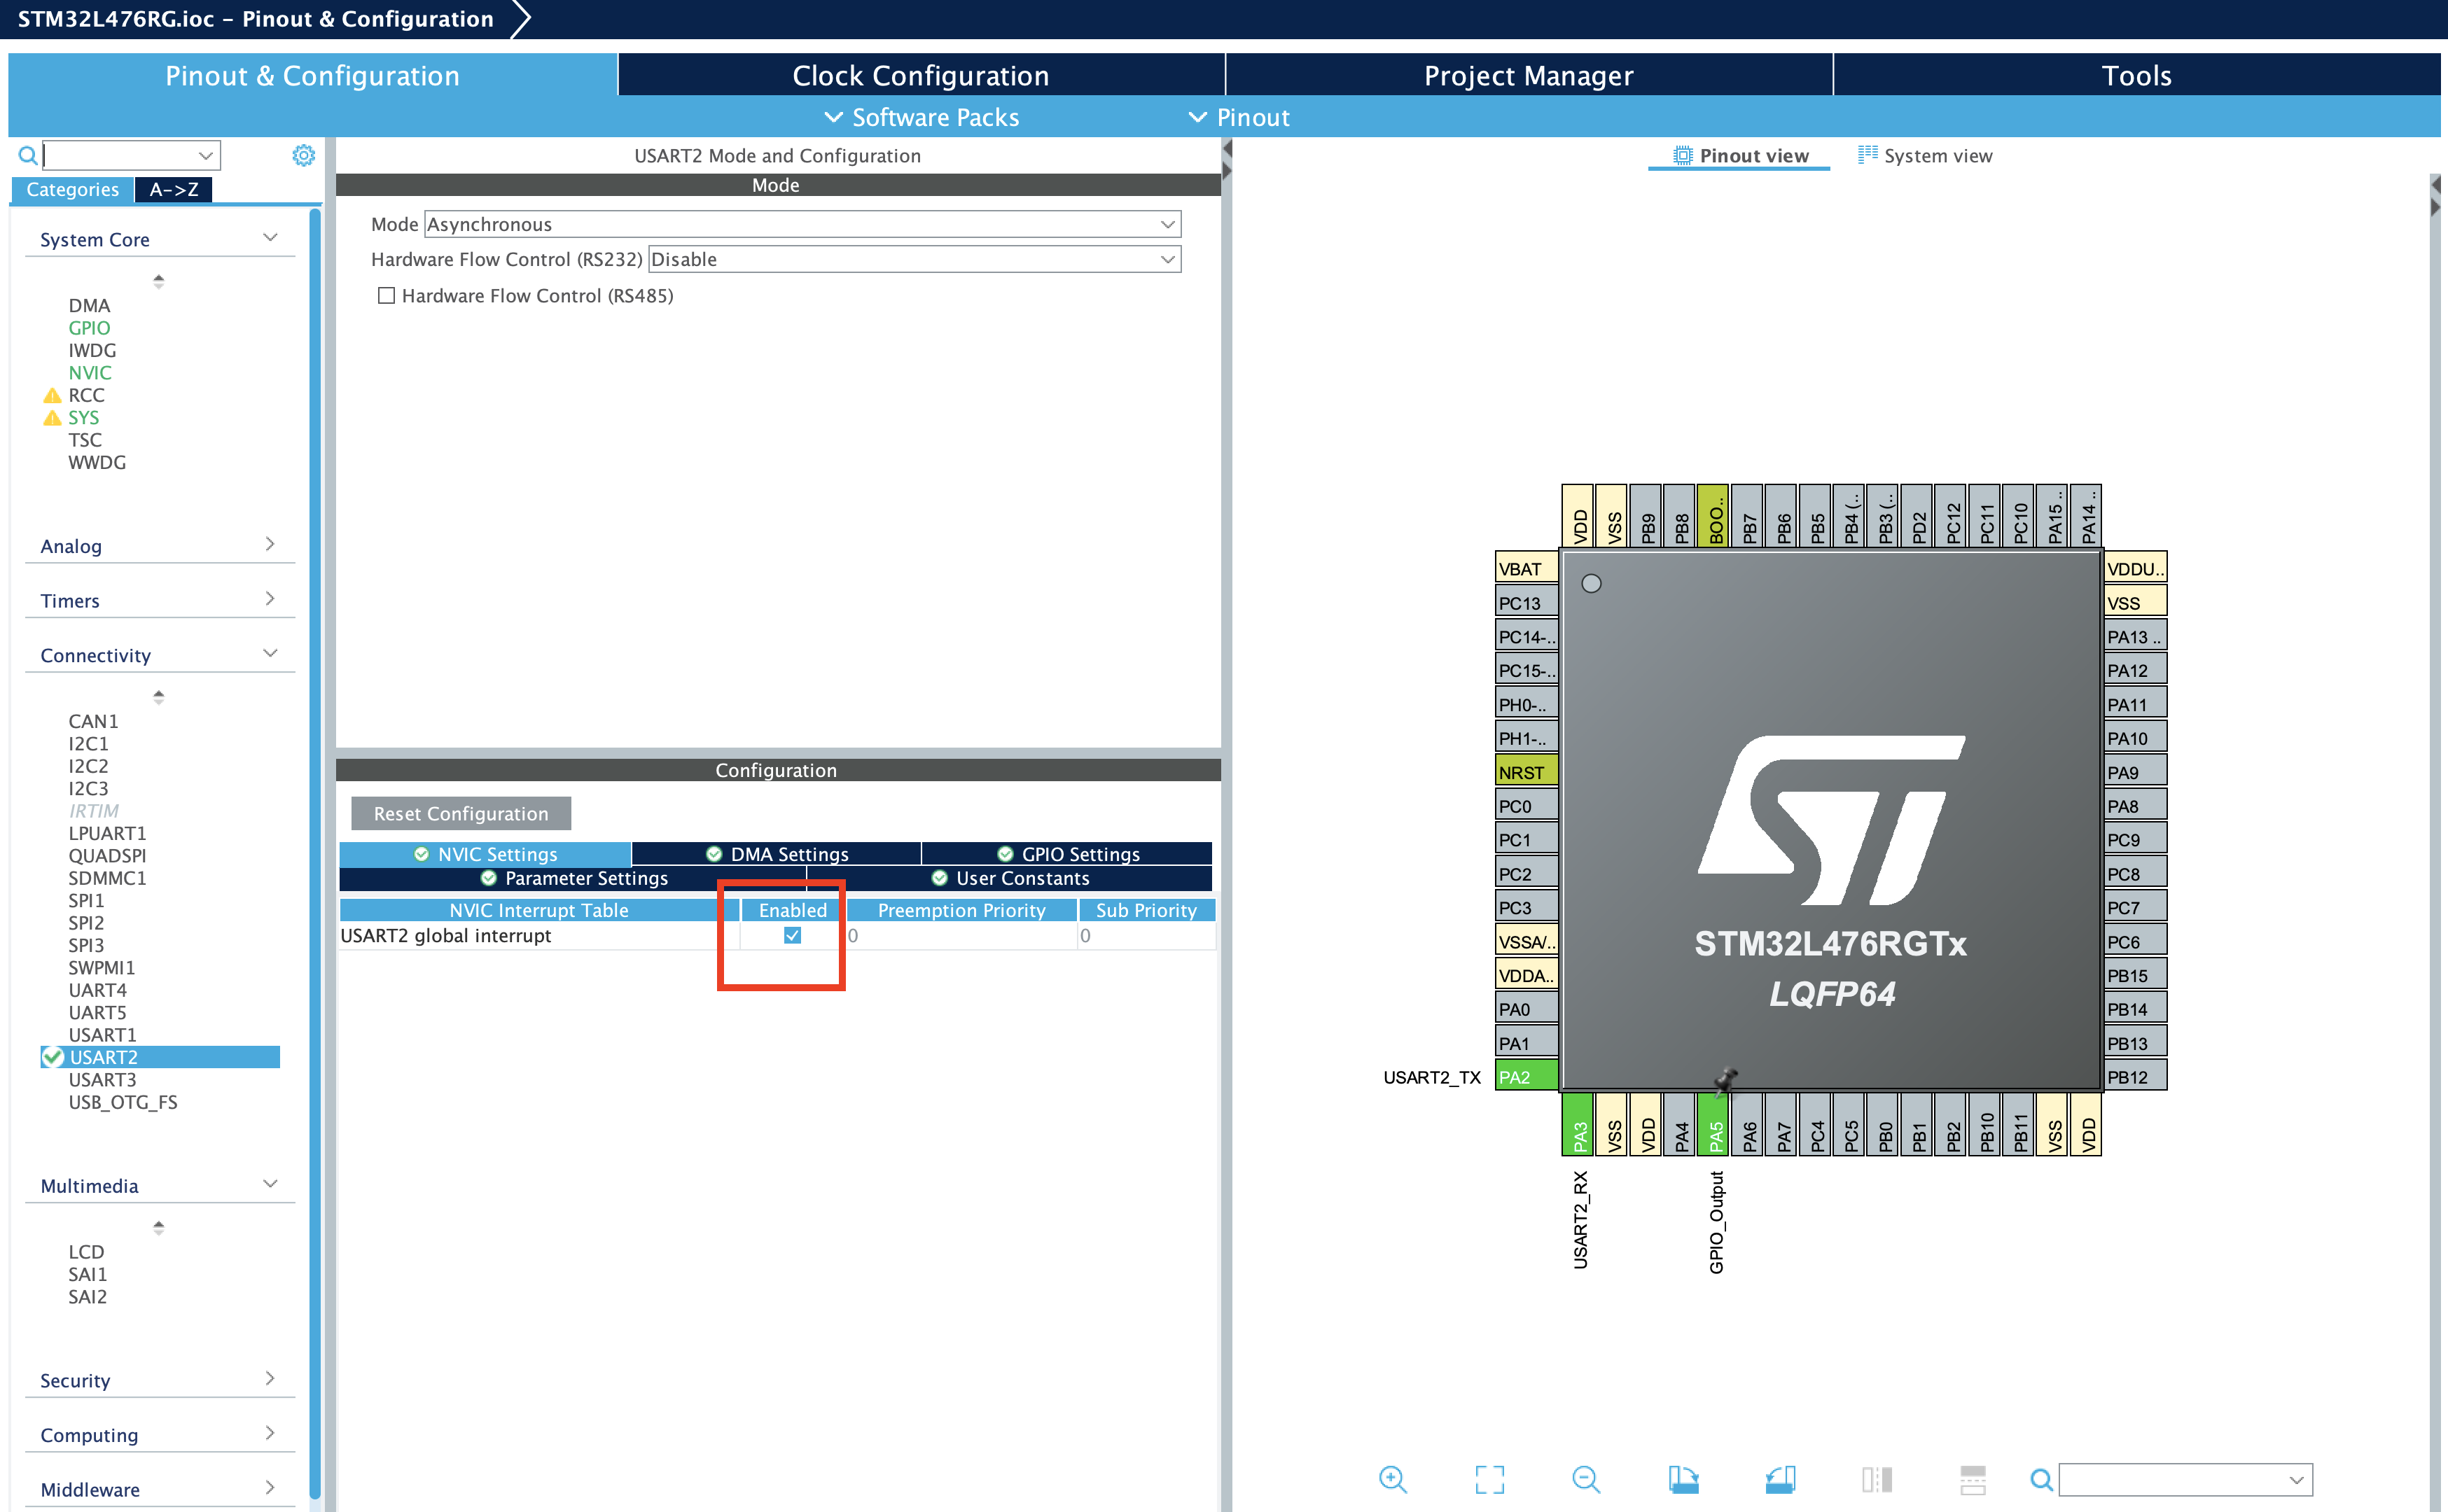 STM32L476RG.ioc - Pinout & Configuration
Pinout & Configuration
Clock Configuration
Project Manager
Tools
Software Packs
Pinout
Categories
A->Z
System Core
DMA
GPIO
IWDG
NVIC
RCC
SYS
TSC
WWDG
Analog
Timers
Connectivity
CAN1
I2C1
I2C2
I2C3
IRTIM
LPUART1
QUADSPI
SDMMC1
SPI1
SPI2
SPI3
SWPMI1
UART4
UART5
USART1
USART2
USART3
USB_OTG_FS
Multimedia
LCD
SAI1
SAI2
Security
Computing
Middleware
USART2 Mode and Configuration
Mode
Mode Asynchronous
Hardware Flow Control (RS232) Disable
Hardware Flow Control (RS485)
Configuration
Reset Configuration
NVIC Settings
DMA Settings
GPIO Settings
Parameter Settings
User Constants
NVIC Interrupt Table
Enabled
Preemption Priority
Sub Priority
USART2 global interrupt
0
0
Pinout view
System view
VDD
VSS
PB9
PB8
BOO..
PB7
PB6
PB5
PB4 (..
PB3 (..
PD2
PC12
PC11
PC10
PA15 ..
PA14 ..
VBAT
PC13
PC14-..
PC15-..
PH0-..
PH1-..
NRST
PC0
PC1
PC2
PC3
VSSA/..
VDDA..
PA0
PA1
USART2_TX
PA2
VDDU..
VSS
PA13 ..
PA12
PA11
PA10
PA9
PA8
PC9
PC8
PC7
PC6
PB15
PB14
PB13
PB12
ST
STM32L476RGTx
LQFP64
PA3
VSS
VDD
PA4
PA5
PA6
PA7
PC4
PC5
PB0
PB1
PB2
PB10
PB11
VSS
VDD
USART2_RX
GPIO_Output